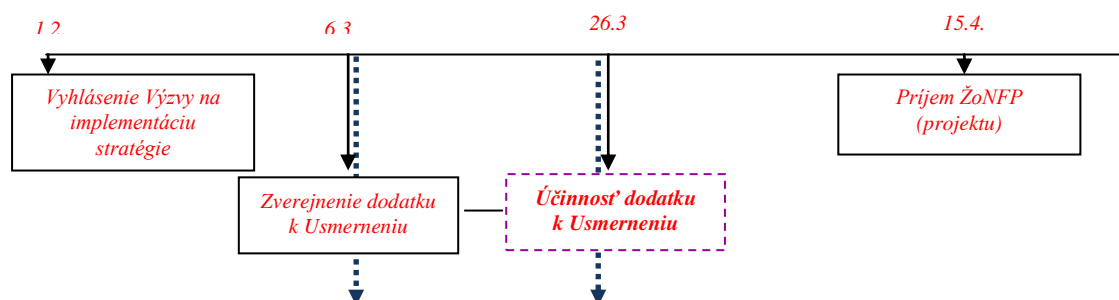 1.2
6.3
26.3
15.4.
Vyhlásenie Výzvy na
implementáciu
stratégie
Príjem ŽoNFP
(projektu)
Zverejnenie dodatku
k Usmerneniu
Účinnosť dodatku
k Usmerneniu